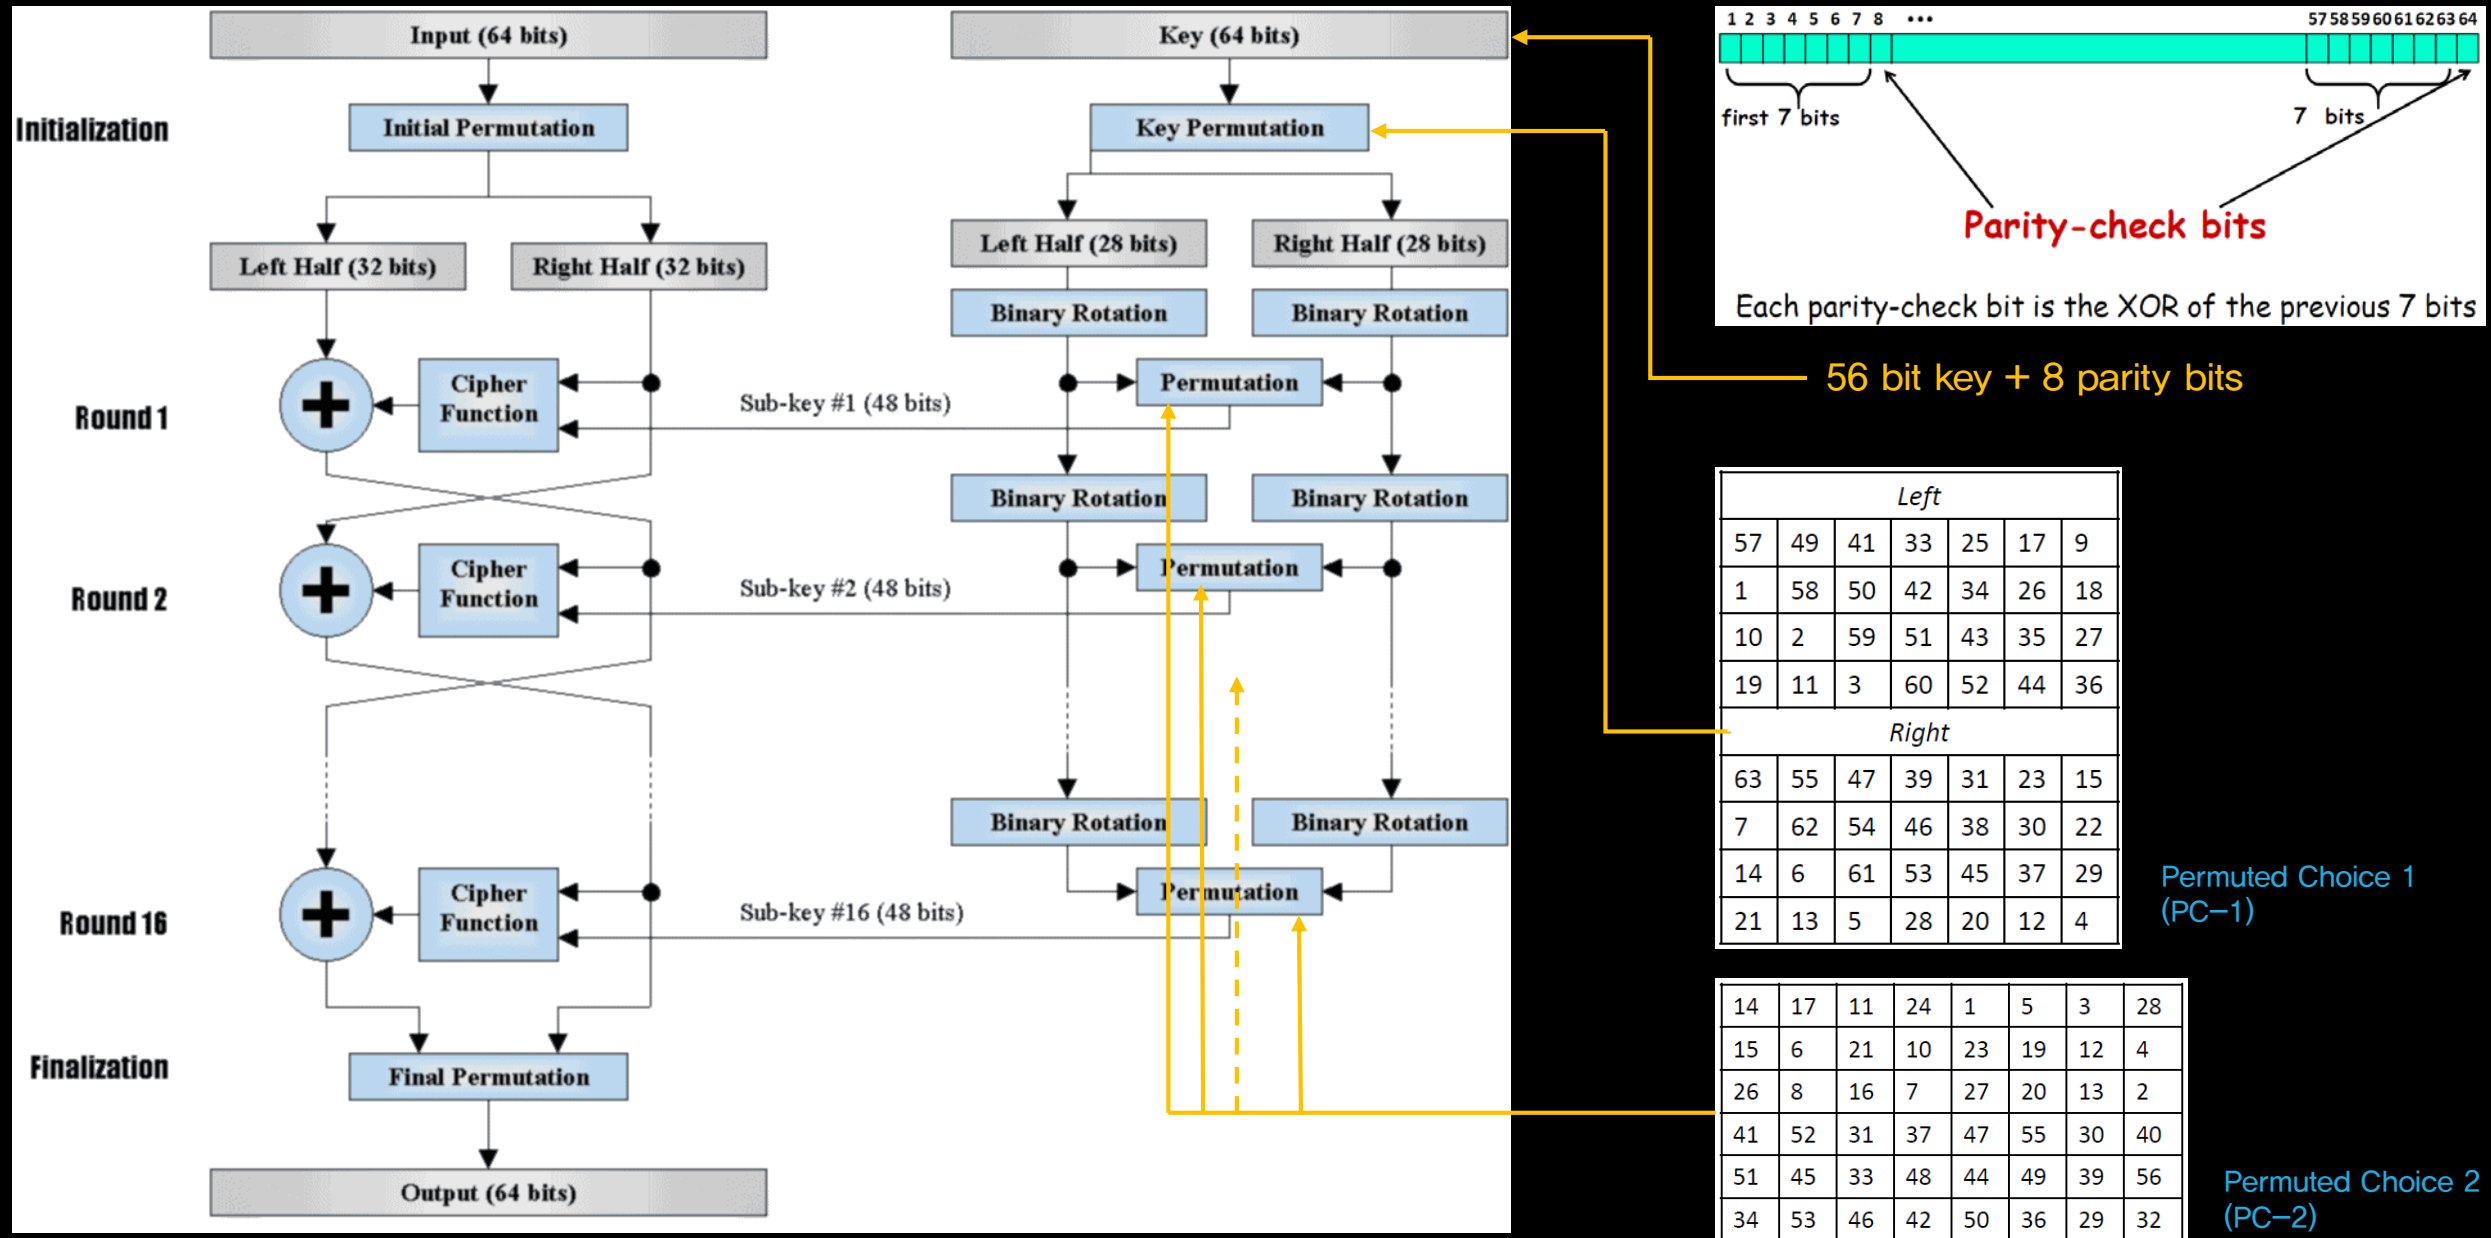 Input (64 bits)
Initialization
Initial Permutation
Left Half (32 bits)
Right Half (32 bits)
Round 1
Cipher
Function
Sub-key #1 (48 bits)
Round 2
Cipher
Function
Sub-key #2 (48 bits)
Round 16
Cipher
Function
Sub-key #16 (48 bits)
Finalization
Final Permutation
Output (64 bits)
Key (64 bits)
Key Permutation
Left Half (28 bits)
Right Half (28 bits)
Binary Rotation
Binary Rotation
Permutation
Binary Rotation
Binary Rotation
Permutation
Binary Rotation
Binary Rotation
Permutation
1 2 3 4 5 6 7 8 ••• 57 58 59 60 61 62 63 64
first 7 bits
7 bits
Parity-check bits
Each parity-check bit is the XOR of the previous 7 bits
56 bit key + 8 parity bits
Left
57 49 41 33 25 17 9
1 58 50 42 34 26 18
10 2 59 51 43 35 27
19 11 3 60 52 44 36
Right
63 55 47 39 31 23 15
7 62 54 46 38 30 22
14 6 61 53 45 37 29
21 13 5 28 20 12 4
Permuted Choice 1
(PC-1)
14 17 11 24 1 5 3 28
15 6 21 10 23 19 12 4
26 8 16 7 27 20 13 2
41 52 31 37 47 55 30 40
51 45 33 48 44 49 39 56
34 53 46 42 50 36 29 32
Permuted Choice 2
(PC-2)